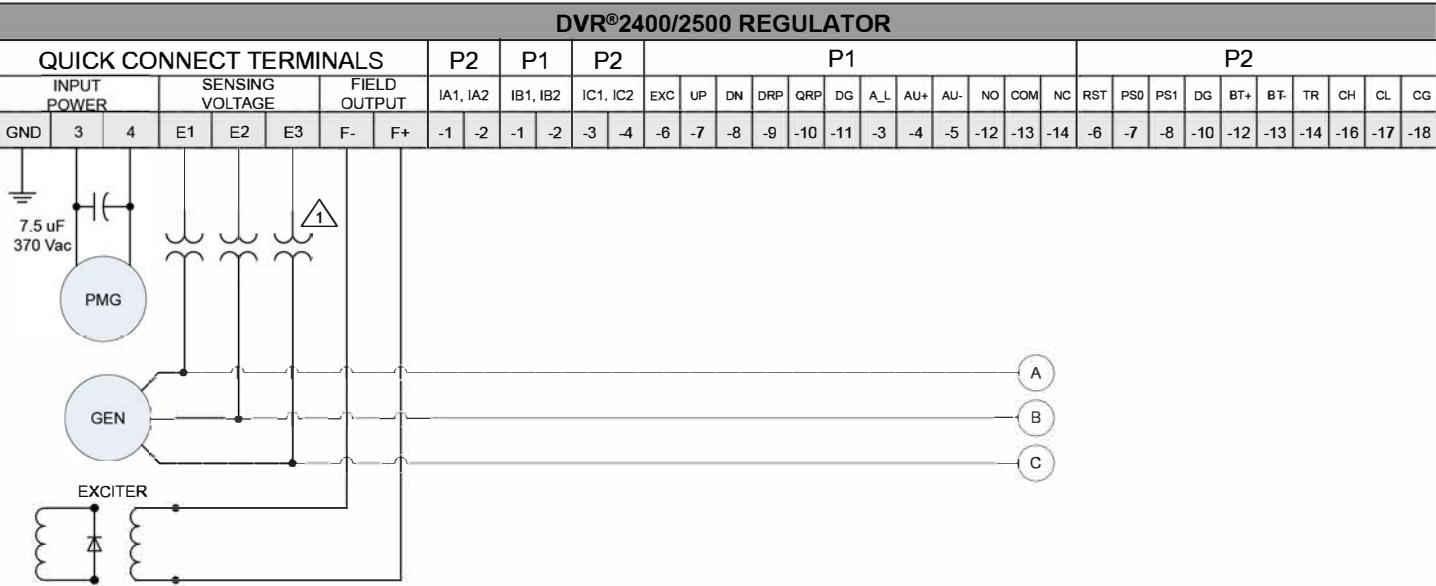 DVR®2400/2500 REGULATOR
QUICK CONNECT TERMINALS P2 P1 P2 P1 P2
INPUT POWER SENSING VOLTAGE FIELD OUTPUT IA1, IA2 IB1, IB2 IC1, IC2 EXC UP DN DRP QRP DG A_L AU+ AU- NO COM NC RST PS0 PS1 DG BT+ BT- TR CH CL CG
GND 3 4 E1 E2 E3 F- F+ -1 -2 -1 -2 -3 -4 -6 -7 -8 -9 -10 -11 -3 -4 -5 -12 -13 -14 -6 -7 -8 -10 -12 -13 -14 -16 -17 -18
1
7.5 uF
370 Vac
PMG
A
GEN
B
C
EXCITER